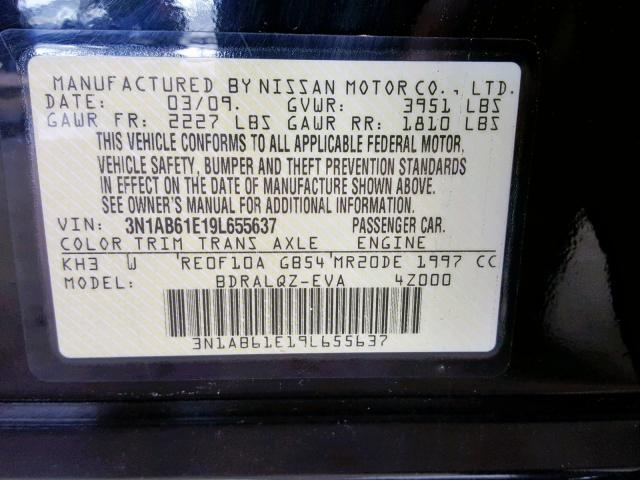 MANUFACTURED BY NISSAN MOTOR CO., LTD.
DATE: 03/09. GVWR: 3951 LBS
GAWR FR: 2227 LBS GAWR RR: 1810 LBS
THIS VEHICLE CONFORMS TO ALL APPLICABLE FEDERAL MOTOR
VEHICLE SAFETY, BUMPER AND THEFT PREVENTION STANDARDS
IN EFFECT ON THE DATE OF MANUFACTURE SHOWN ABOVE.
SEE OWNER'S MANUAL FOR ADDITIONAL INFORMATION.
VIN: 3N1AB61E19L655637 PASSENGER CAR.
COLOR TRIM TRANS AXLE ENGINE
KH3 W 'RE0F10A GB54'MR20DE 1997 CC
MODEL: BDRALQZ-EVA 4Z000
3N1AB61E19L655637